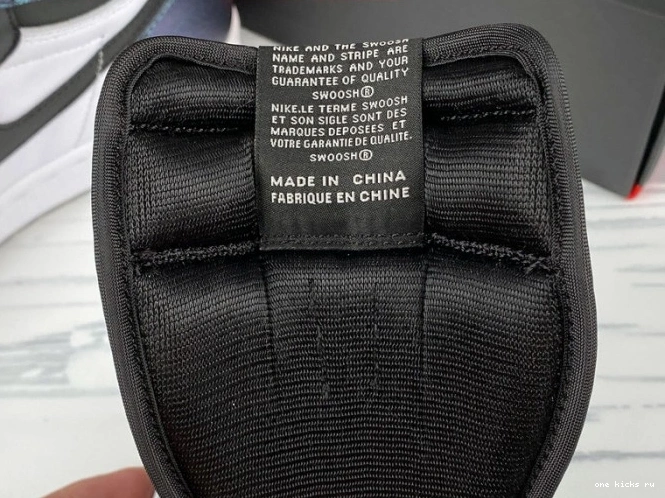 NIKE AND THE SWOOSH
NAME AND STRIPE ARE
TRADEMARKS AND YOUR
GUARANTEE OF QUALITY
SWOOSH®
NIKE.LE TERME SWOOSH
ET SON SIGLE SONT DES
MARQUES DEPOSEES ET
VOTRE GARANTIE DE QUALITE.
SWOOSH®
MADE IN CHINA
FABRIQUE EN CHINE
one kicks ru